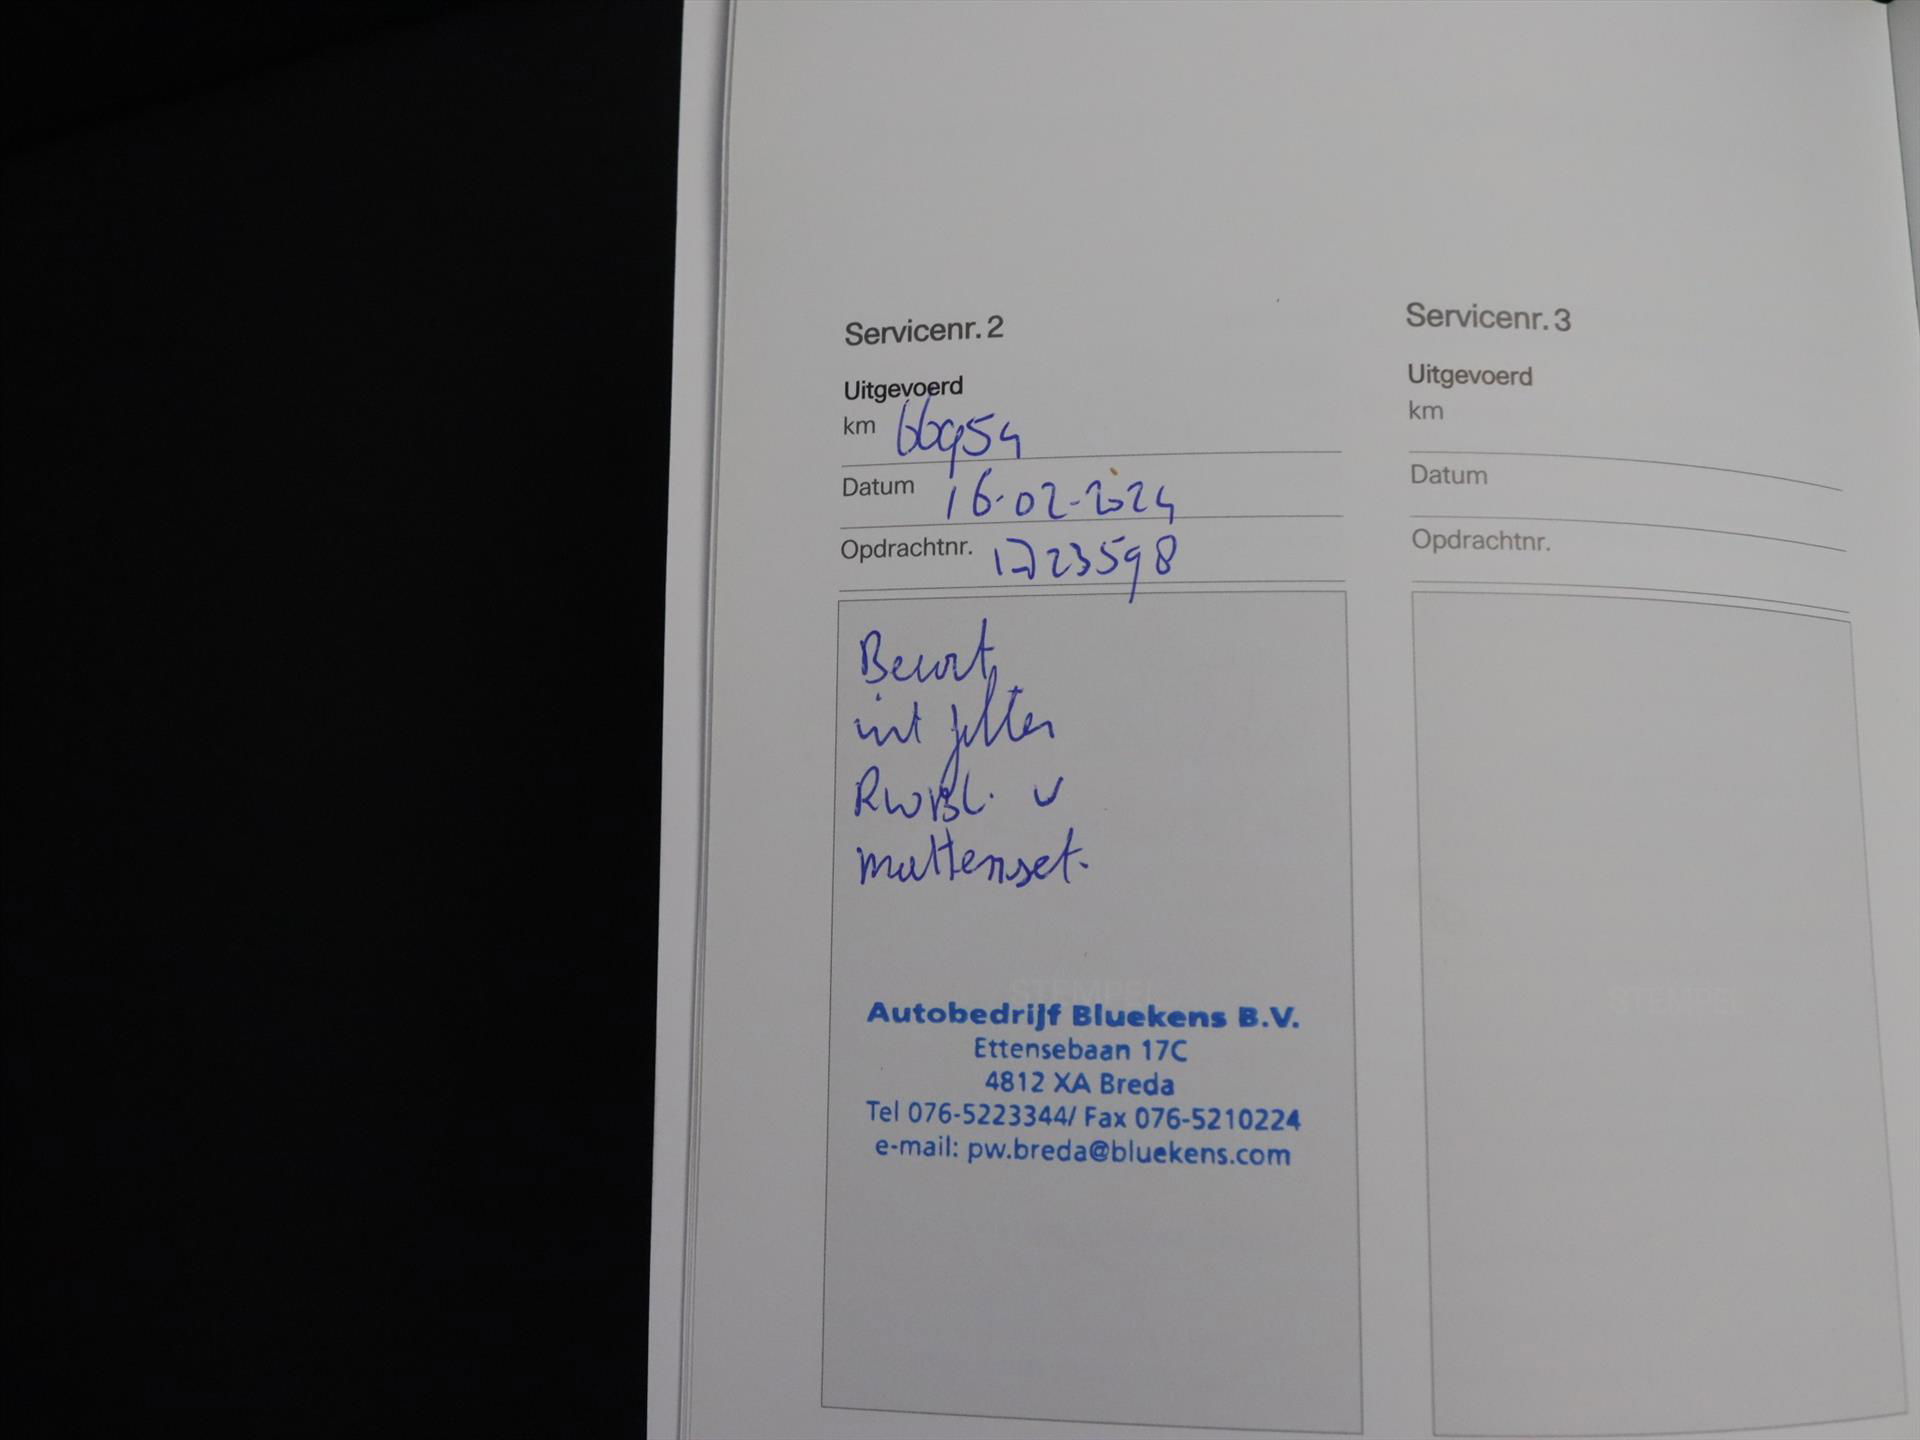 Servicenr. 2
Uitgevoerd
km 66954
Datum 16-02-2024
Opdrachtnr. 1723598
Beurt
int filter
RWBL. v
mattenset.
STEMPEL
Autobedrijf Bluekens B.V.
Ettensebaan 17C
4812 XA Breda
Tel 076-5223344/ Fax 076-5210224
e-mail: pw.breda@bluekens.com
Servicenr. 3
Uitgevoerd
km
Datum
Opdrachtnr.
STEMPEL